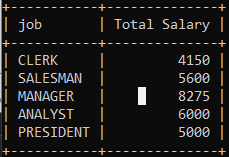 +-----------+--------------+
| job       | Total Salary |
+-----------+--------------+
| CLERK     |         4150 |
| SALESMAN  |         5600 |
| MANAGER   |         8275 |
| ANALYST   |         6000 |
| PRESIDENT |         5000 |
+-----------+--------------+